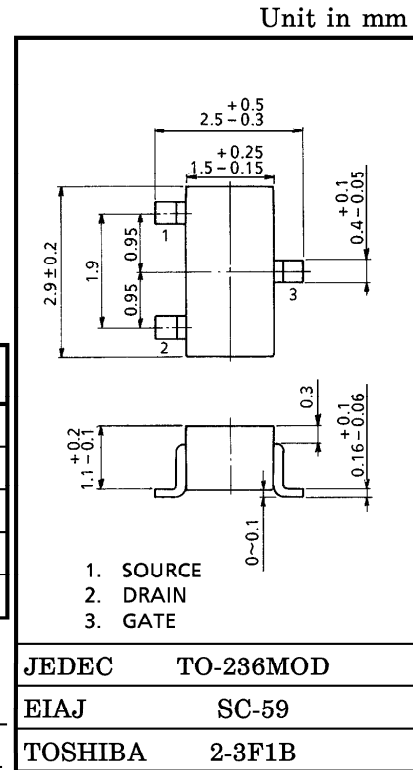 Unit in mm
+0.5
2.5−0.3
+0.25
1.5−0.15
2.9±0.2
1.9
0.95
0.95
1
2
3
+0.1
0.4−0.05
+0.2
1.1−0.1
0.3
+0.1
0.16−0.06
0~0.1
1. SOURCE
2. DRAIN
3. GATE
JEDEC TO-236MOD
EIAJ SC-59
TOSHIBA 2-3F1B